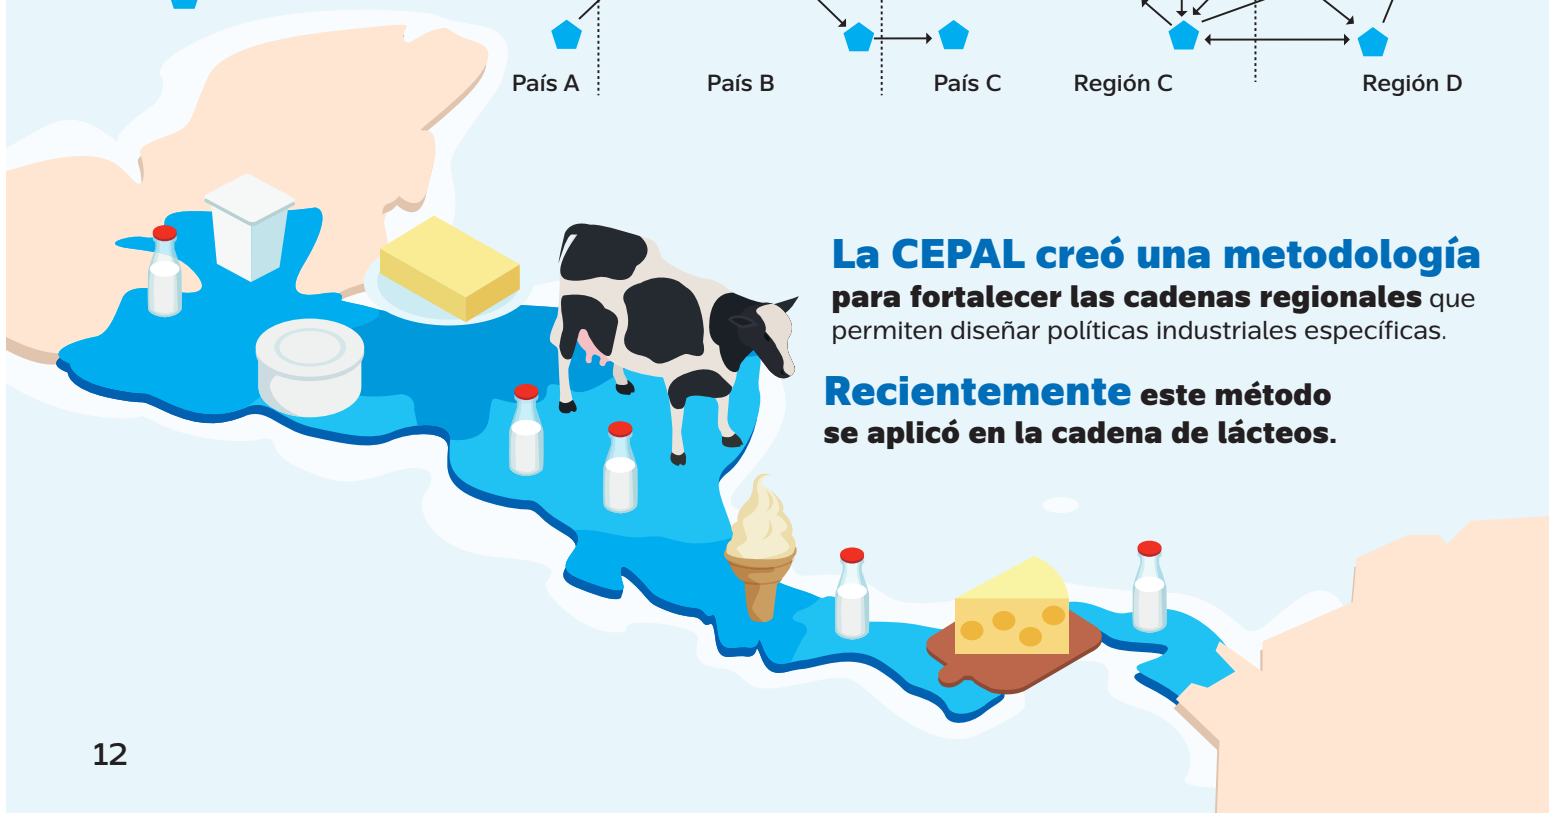 País A
País B
País C
Región C
Región D
La CEPAL creó una metodología
para fortalecer las cadenas regionales que
permiten diseñar políticas industriales específicas.
Recientemente este método
se aplicó en la cadena de lácteos.
12